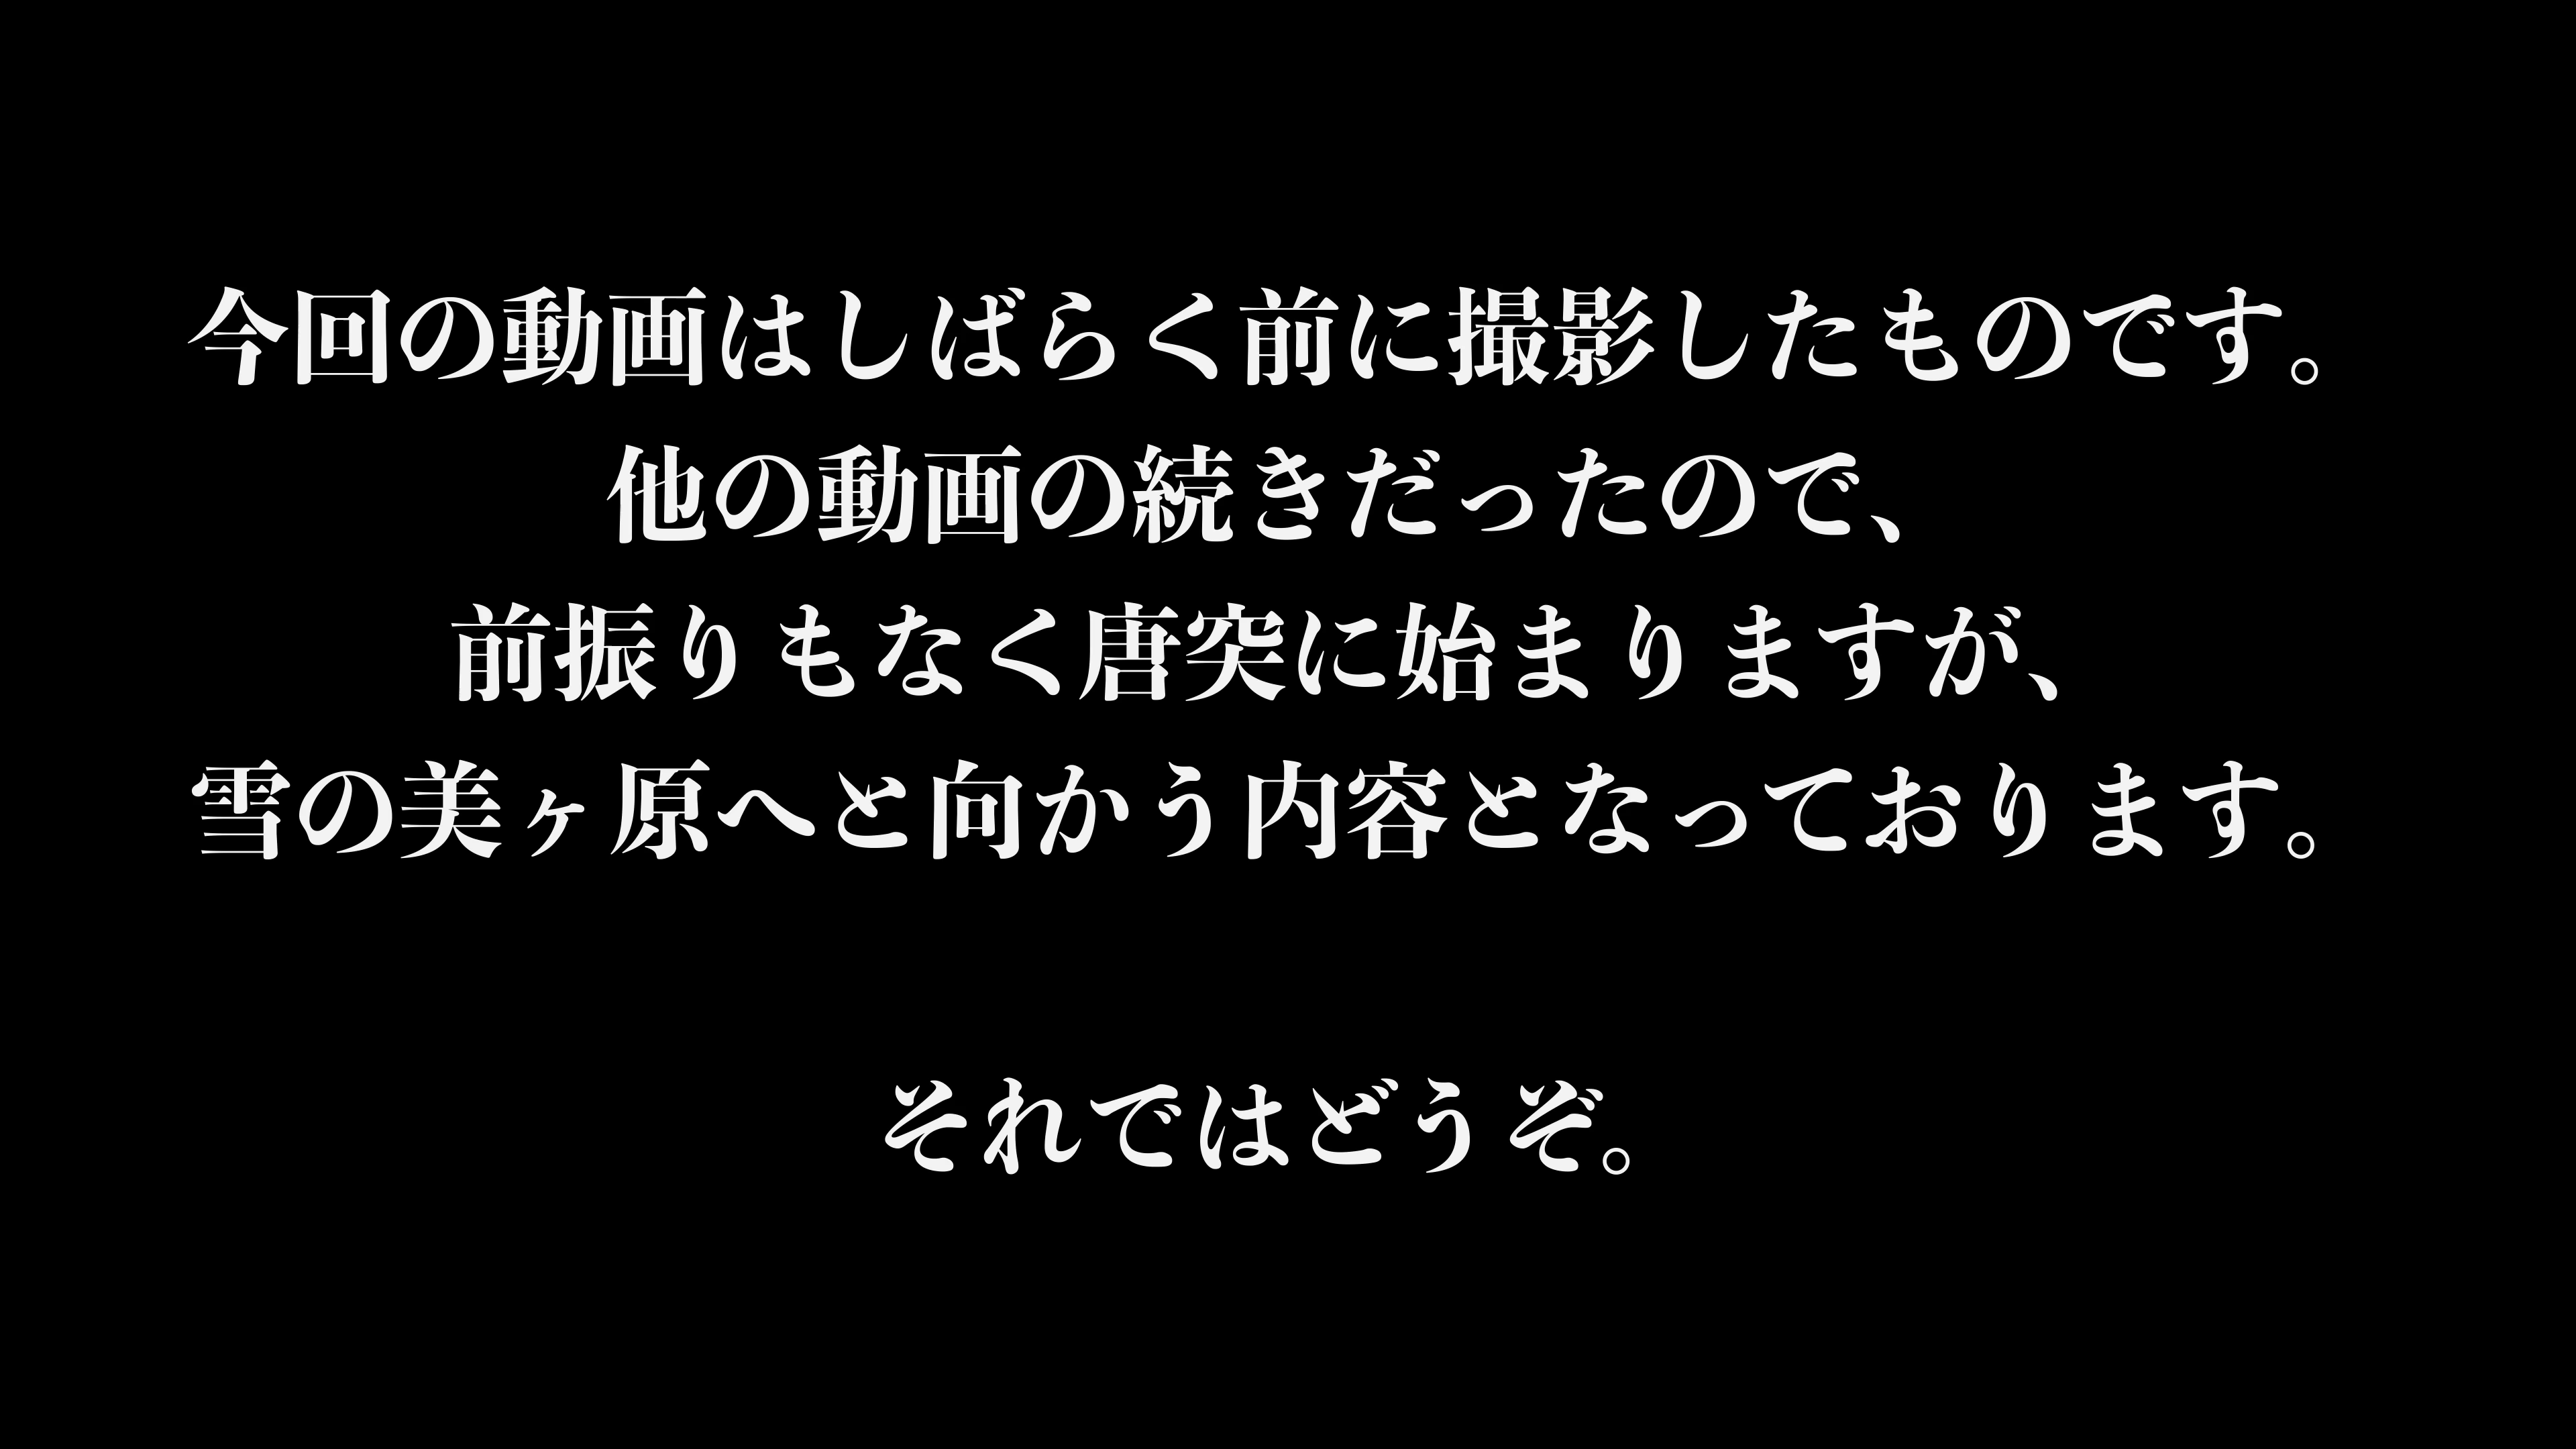 今回の動画はしばらく前に撮影したものです。
他の動画の続きだったので、
前振りもなく唐突に始まりますが、
雪の美ヶ原へと向かう内容となっております。
それではどうぞ。